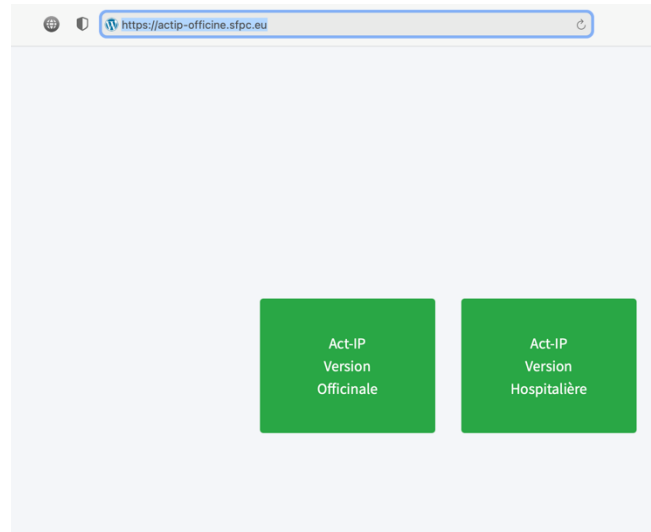 https://actip-officine.sfpc.eu
Act-IP
Version
Officinale
Act-IP
Version
Hospitalière